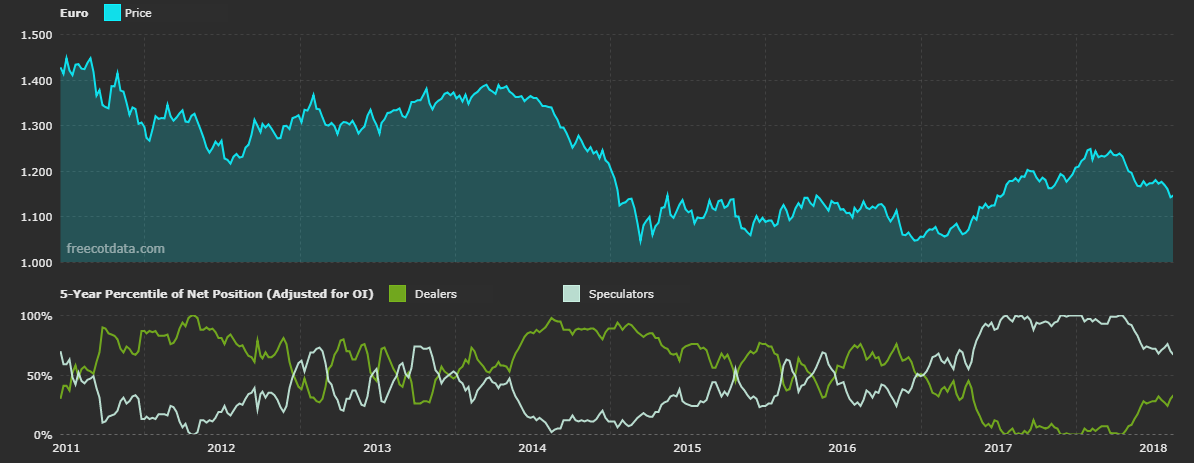 Euro Price
1.500
1.400
1.300
1.200
1.100
freecotdata.com
1.000
5-Year Percentile of Net Position (Adjusted for OI) Dealers Speculators
100%
50%
0%
2011 2012 2013 2014 2015 2016 2017 2018